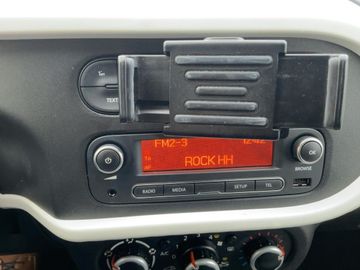 TEXT
FM2-3 12:42
ROCK HH
OK
BROWSE
RADIO MEDIA SETUP TEL
A/C